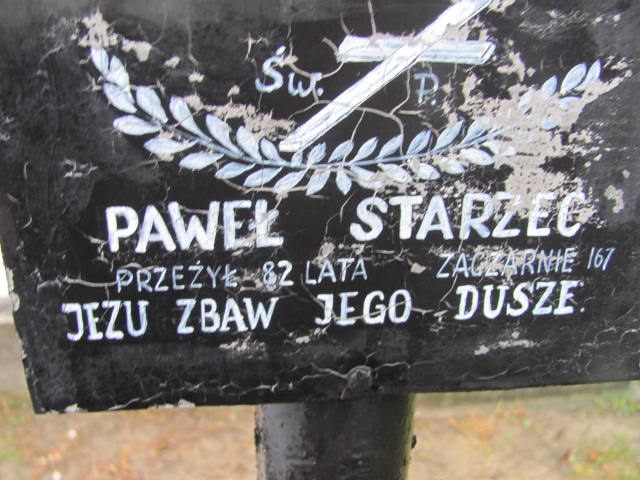 Św. P.
PAWEŁ STARZEC
PRZEŻYŁ 82 LATA ZACZARNIE 167
JEZU ZBAW JEGO DUSZE.